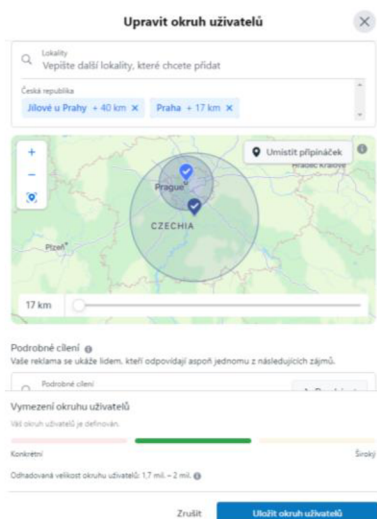 Upravit okruh uživatelů
Lokality
Vepište další lokality, které chcete přidat
Česká republika
Jílové u Prahy + 40 km ×
Praha + 17 km ×
+
Umístit připínáček
−
Hradec Králové
Prague
CZECHIA
Plzeň
17 km
Podrobné cílení
Vaše reklama se ukáže lidem, kteří odpovídají aspoň jednomu z následujících zájmů.
Podrobné cílení
Vymezení okruhu uživatelů
Váš okruh uživatelů je definován.
Konkrétní
Široký
Odhadovaná velikost okruhu uživatelů: 1,7 mil. – 2 mil.
Zrušit
Uložit okruh uživatelů